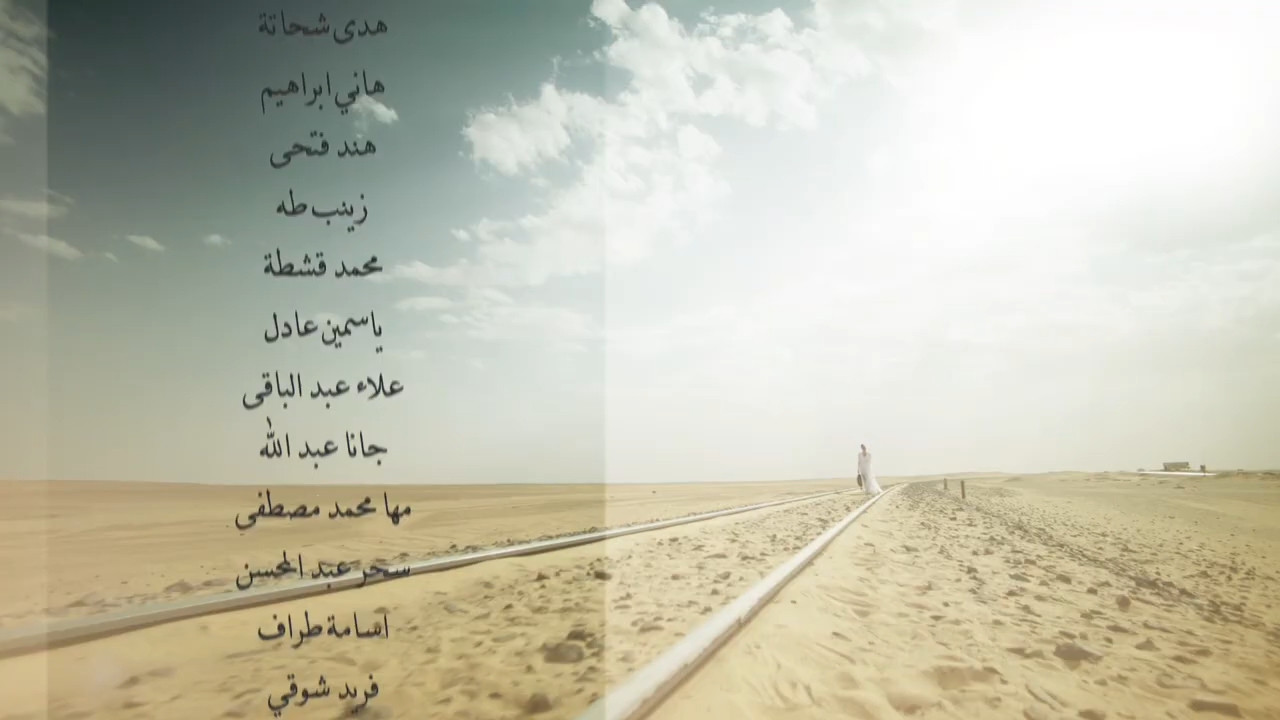 هدى شحاتة
هاني ابراهيم
هند فتحى
زينب طه
محمد قشطة
ياسمين عادل
علاء عبد الباقى
جانا عبد الله
مها محمد مصطفي
سحر عبد المحسن
اسامة طراف
فريد شوقي